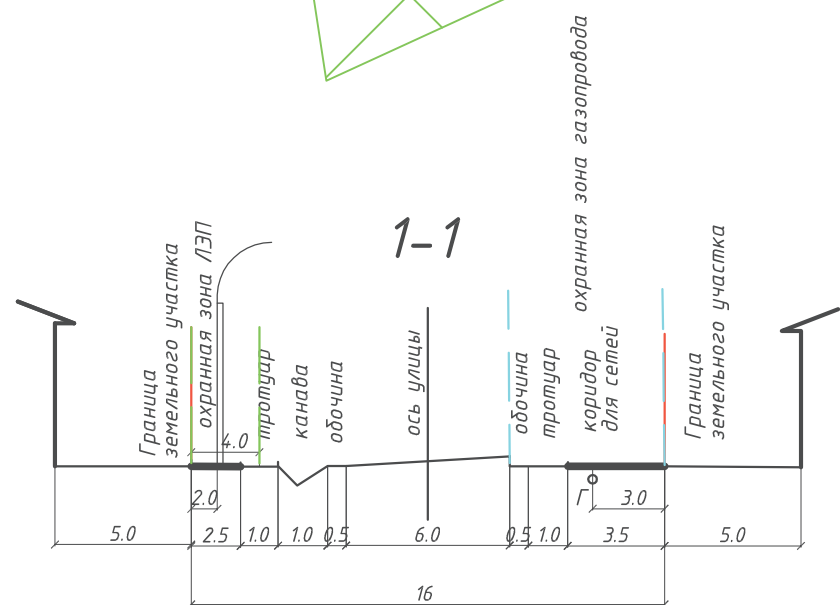 1-1
Граница
земельного участка
охранная зона ЛЭП
тротуар
канава
обочина
ось улицы
обочина
тротуар
охранная зона газопровода
коридор
для сетей
Граница
земельного участка
4.0
2.0
Г
3.0
5.0
2.5
1.0
1.0
0.5
6.0
0.5
1.0
3.5
5.0
16